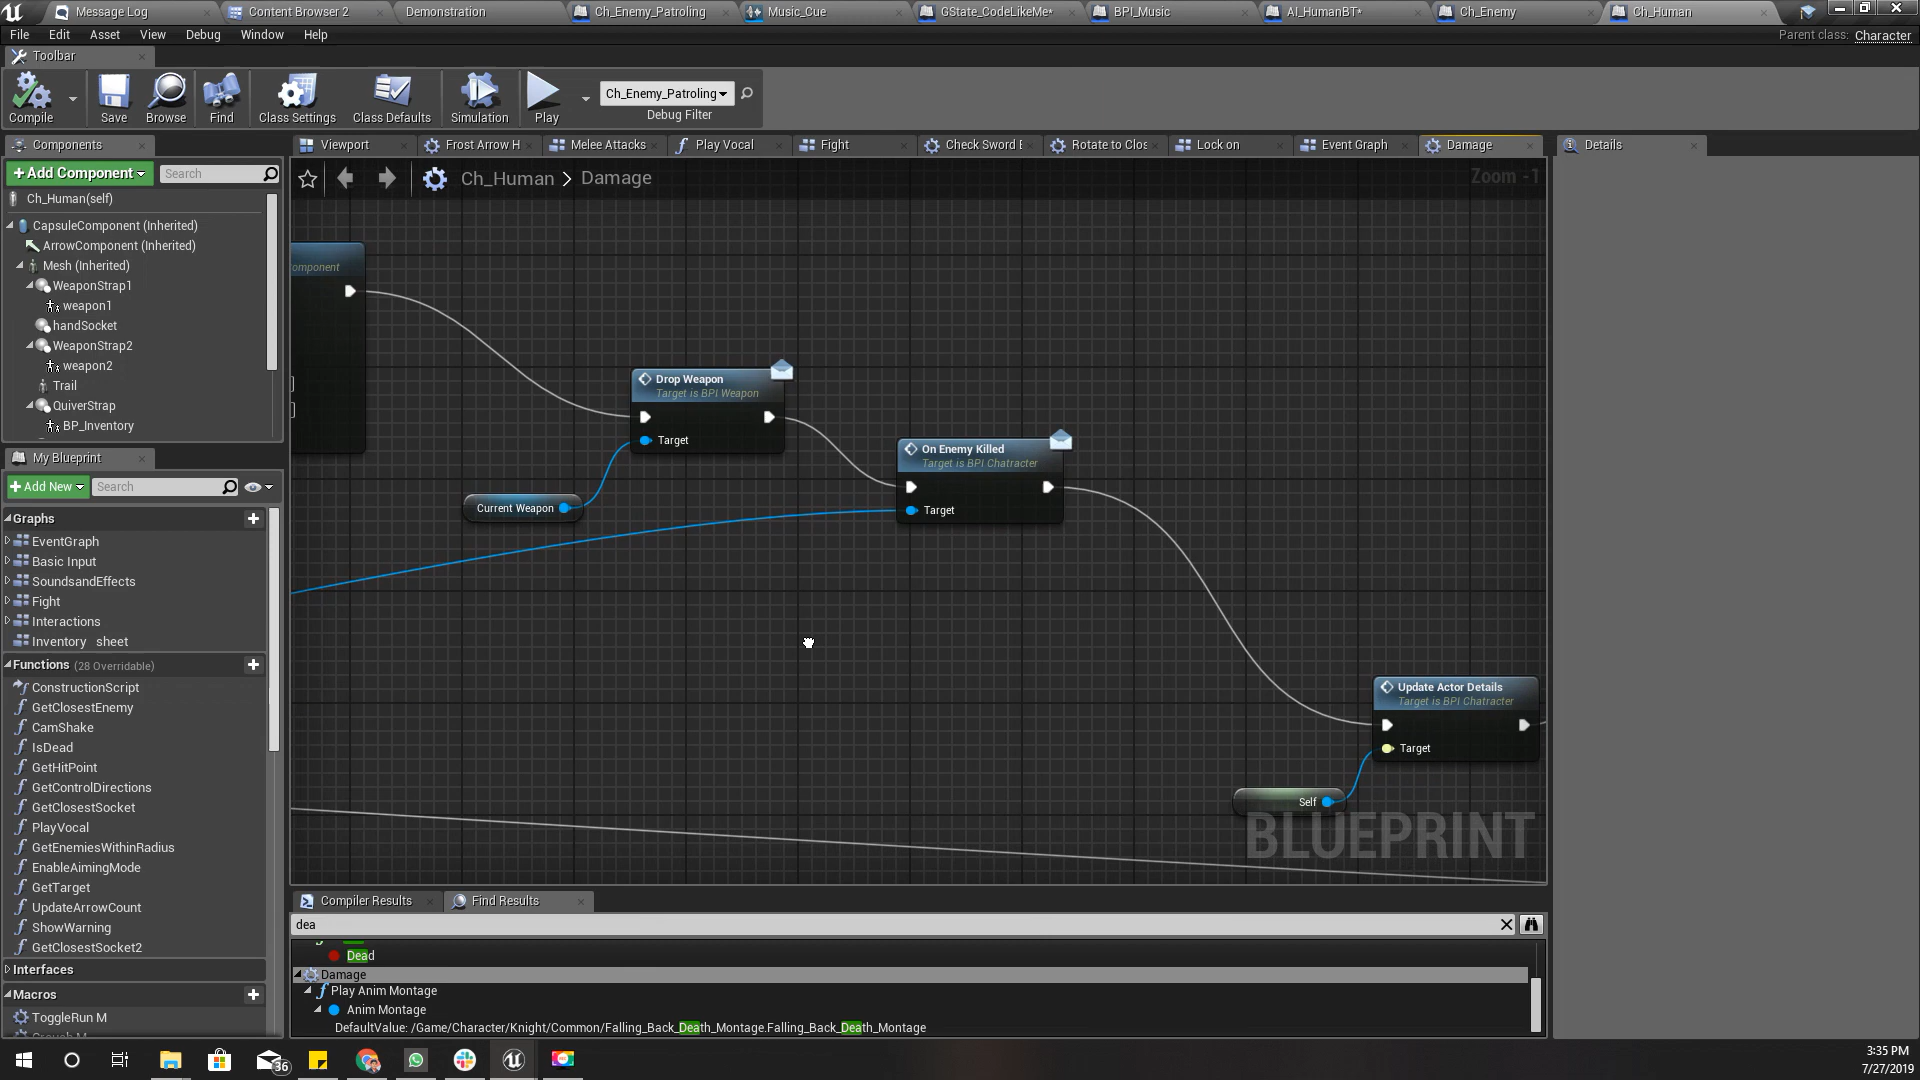 Message Log
Content Browser 2
Demonstration
Ch_Enemy_Patroling
Music_Cue
GState_CodeLikeMe*
BPI_Music
AI_HumanBT*
Ch_Enemy
Ch_Human
File Edit Asset View Debug Window Help
Parent class: Character
Toolbar
Compile
Save
Browse
Find
Class Settings
Class Defaults
Simulation
Play
Ch_Enemy_Patroling
Debug Filter
Components
+ Add Component
Search
Ch_Human(self)
CapsuleComponent (Inherited)
ArrowComponent (Inherited)
Mesh (Inherited)
WeaponStrap1
weapon1
handSocket
WeaponStrap2
weapon2
Trail
QuiverStrap
BP_Inventory
My Blueprint
+ Add New
Search
Graphs
EventGraph
Basic Input
SoundsandEffects
Fight
Interactions
Inventory sheet
Functions (28 Overridable)
ConstructionScript
GetClosestEnemy
CamShake
IsDead
GetHitPoint
GetControlDirections
GetClosestSocket
PlayVocal
GetEnemiesWithinRadius
EnableAimingMode
GetTarget
UpdateArrowCount
ShowWarning
GetClosestSocket2
Interfaces
Macros
ToggleRun M
Viewport
Frost Arrow H
Melee Attacks
Play Vocal
Fight
Check Sword E
Rotate to Clos
Lock on
Event Graph
Damage
Details
Ch_Human > Damage
Zoom -1
omponent
Drop Weapon
Target is BPI Weapon
Target
Current Weapon
On Enemy Killed
Target is BPI Chatracter
Target
Update Actor Details
Target is BPI Chatracter
Target
Self
BLUEPRINT
Compiler Results
Find Results
dea
Dead
Damage
Play Anim Montage
Anim Montage
DefaultValue: /Game/Character/Knight/Common/Falling_Back_Death_Montage.Falling_Back_Death_Montage
36
3:35 PM
7/27/2019